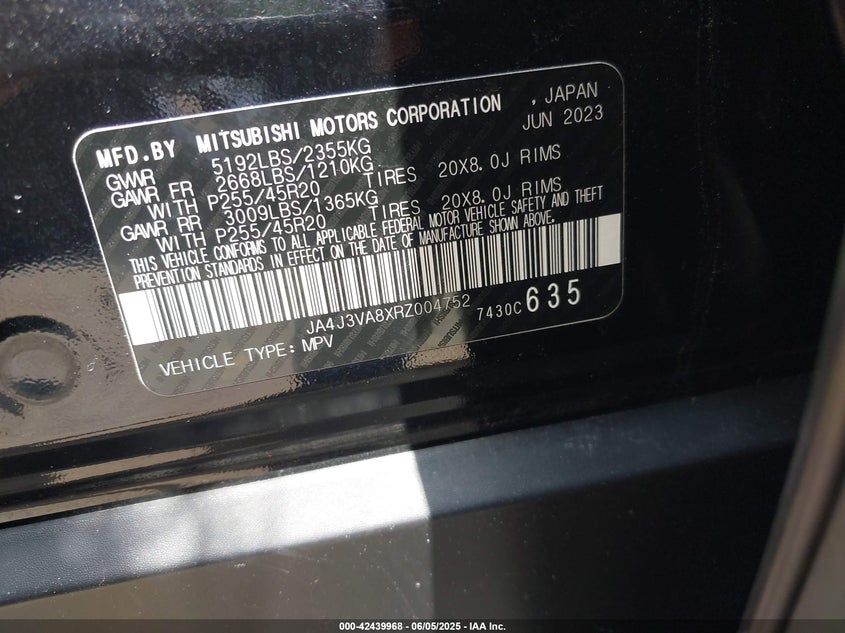 MFD.BY MITSUBISHI MOTORS CORPORATION , JAPAN
JUN 2023
GVWR 5192LBS/2355KG
GAWR FR 2668LBS/1210KG
WITH P255/45R20 TIRES 20X8.0J RIMS
GAWR RR 3009LBS/1365KG
WITH P255/45R20 TIRES 20X8.0J RIMS
THIS VEHICLE CONFORMS TO ALL APPLICABLE FEDERAL MOTOR VEHICLE SAFETY AND THEFT
PREVENTION STANDARDS IN EFFECT ON THE DATE OF MANUFACTURE SHOWN ABOVE.
JA4J3VA8XRZ004752 7430C635
VEHICLE TYPE: MPV
000-42439968 - 06/05/2025 - IAA Inc.